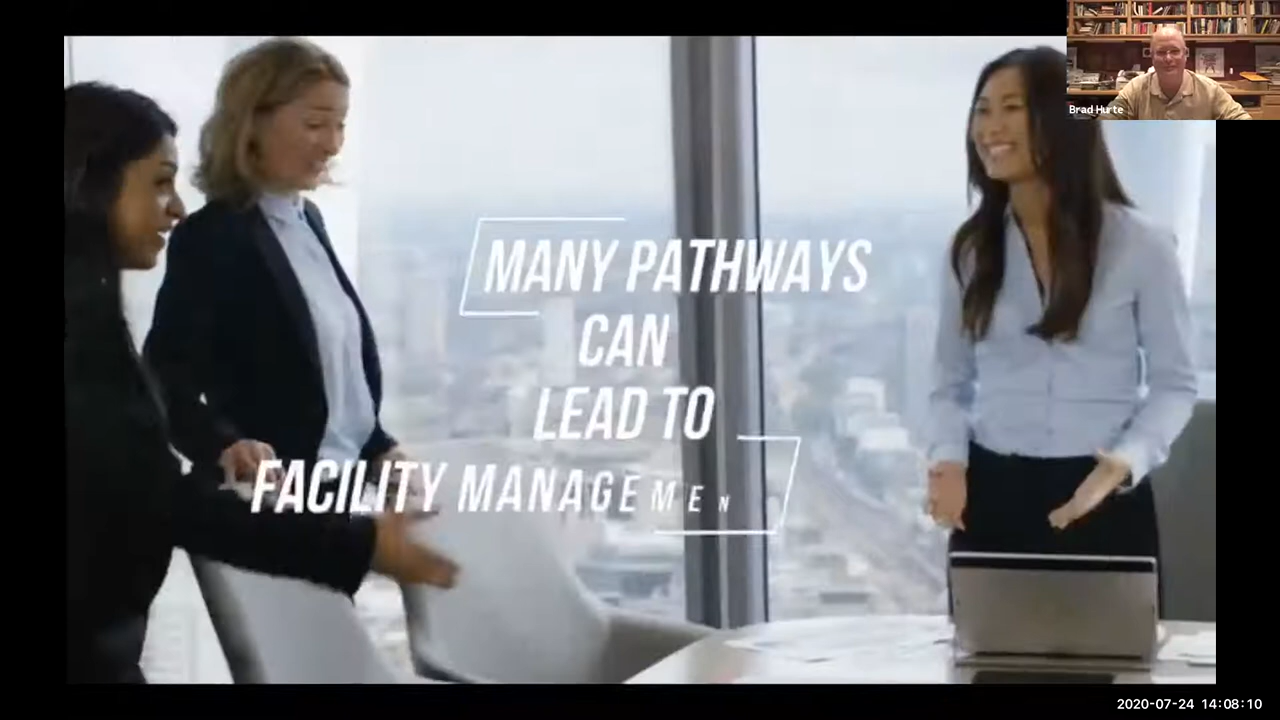 Brad Hurte
MANY PATHWAYS
CAN
LEAD TO
FACILITY MANAGEMEN
2020-07-24 14:08:10